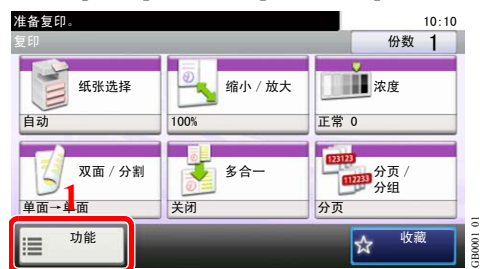 准备复印。
10:10
复印
份数 1
纸张选择
自动
缩小 / 放大
100%
浓度
正常 0
双面 / 分割
单面→单面
1
多合一
关闭
123123
112233
分页 /
分组
分页
功能
收藏
GB0001_01